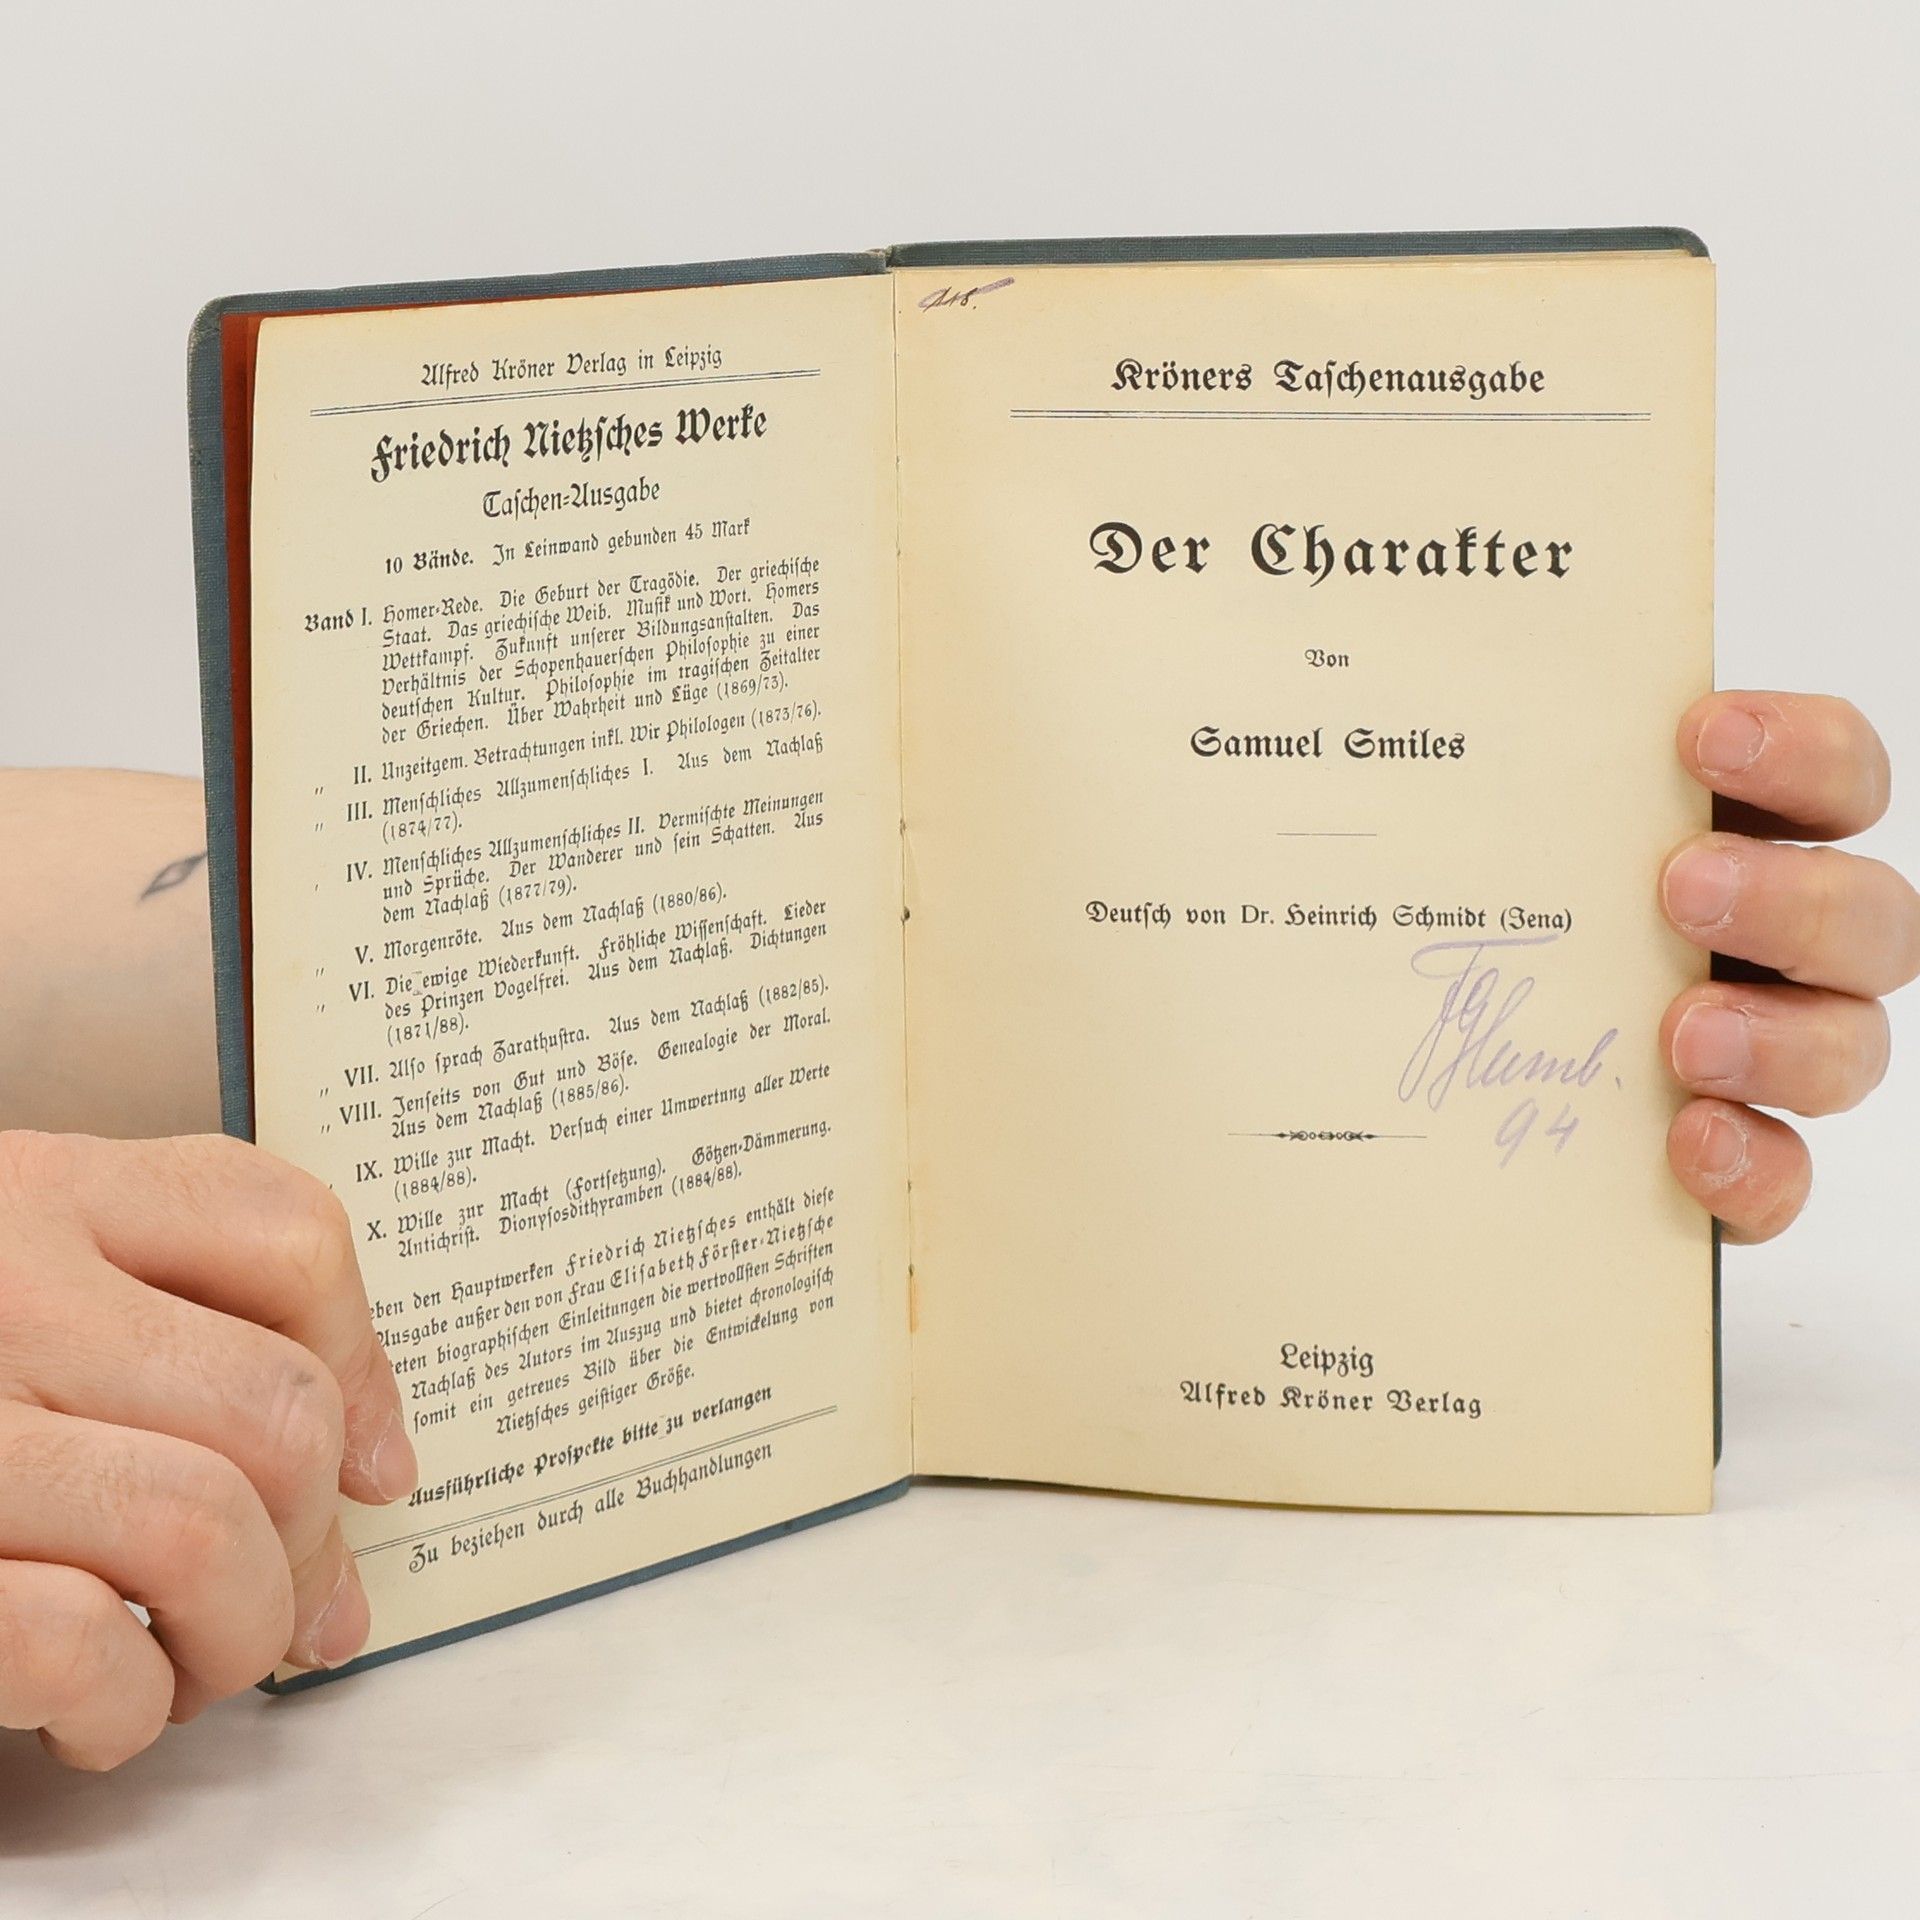 Alfred Kröner Verlag in Leipzig
Friedrich Nietzſches Werke
Taſchen-Ausgabe
10 Bände. In Leinwand gebunden 45 Mark
Band I. Homer-Rede. Die Geburt der Tragödie. Der griechiſche
Staat. Das griechiſche Weib. Muſik und Wort. Homers
Wettkampf. Zukunft unſerer Bildungsanſtalten. Das
Verhältnis der Schopenhauerſchen Philoſophie zu einer
deutſchen Kultur. Philoſophie im tragiſchen Zeitalter
der Griechen. Über Wahrheit und Lüge (1869/73).
„ II. Unzeitgem. Betrachtungen inkl. Wir Philologen (1873/76).
„ III. Menſchliches Allzumenſchliches I. Aus dem Nachlaß
(1874/77).
„ IV. Menſchliches Allzumenſchliches II. Vermiſchte Meinungen
und Sprüche. Der Wanderer und ſein Schatten. Aus
dem Nachlaß (1877/79).
„ V. Morgenröte. Aus dem Nachlaß (1880/86).
„ VI. Die ewige Wiederkunft. Fröhliche Wiſſenſchaft. Lieder
des Prinzen Vogelfrei. Aus dem Nachlaß. Dichtungen
(1871/88).
„ VII. Alſo ſprach Zarathuſtra. Aus dem Nachlaß (1882/85).
„ VIII. Jenſeits von Gut und Böſe. Genealogie der Moral.
Aus dem Nachlaß (1885/86).
IX. Wille zur Macht. Verſuch einer Umwertung aller Werte
(1884/88).
X. Wille zur Macht (Fortſetzung). Götzen-Dämmerung.
Antichriſt. Dionyſosdithyramben (1884/88).
eben den Hauptwerken Friedrich Nietzſches enthält dieſe
Ausgabe außer den von Frau Eliſabeth Förſter-Nietzſche
teten biographiſchen Einleitungen die wertvollſten Schriften
Nachlaß des Autors im Auszug und bietet chronologiſch
ſomit ein getreues Bild über die Entwickelung von
Nietzſches geiſtiger Größe.
Ausführliche Proſpekte bitte zu verlangen
Zu beziehen durch alle Buchhandlungen
Kröners Taſchenausgabe
Der Charakter
Von
Samuel Smiles
Deutſch von Dr. Heinrich Schmidt (Jena)
94
Leipzig
Alfred Kröner Verlag